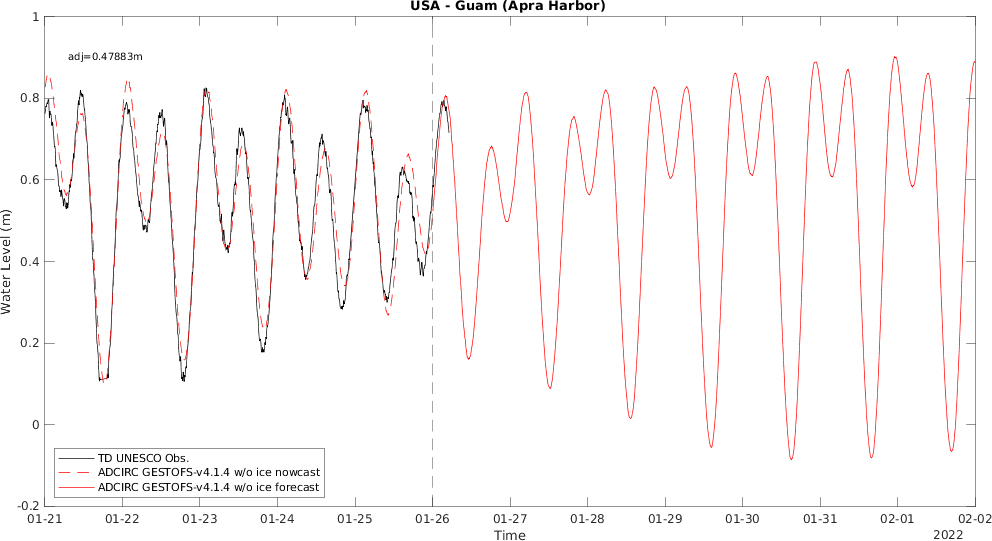 USA - Guam (Apra Harbor)
adj=0.47883m
1
0.8
0.6
0.4
0.2
0
-0.2
Water Level (m)
TD UNESCO Obs.
ADCIRC GESTOFS-v4.1.4 w/o ice nowcast
ADCIRC GESTOFS-v4.1.4 w/o ice forecast
01-21 01-22 01-23 01-24 01-25 01-26 01-27 01-28 01-29 01-30 01-31 02-01 02-02
Time
2022